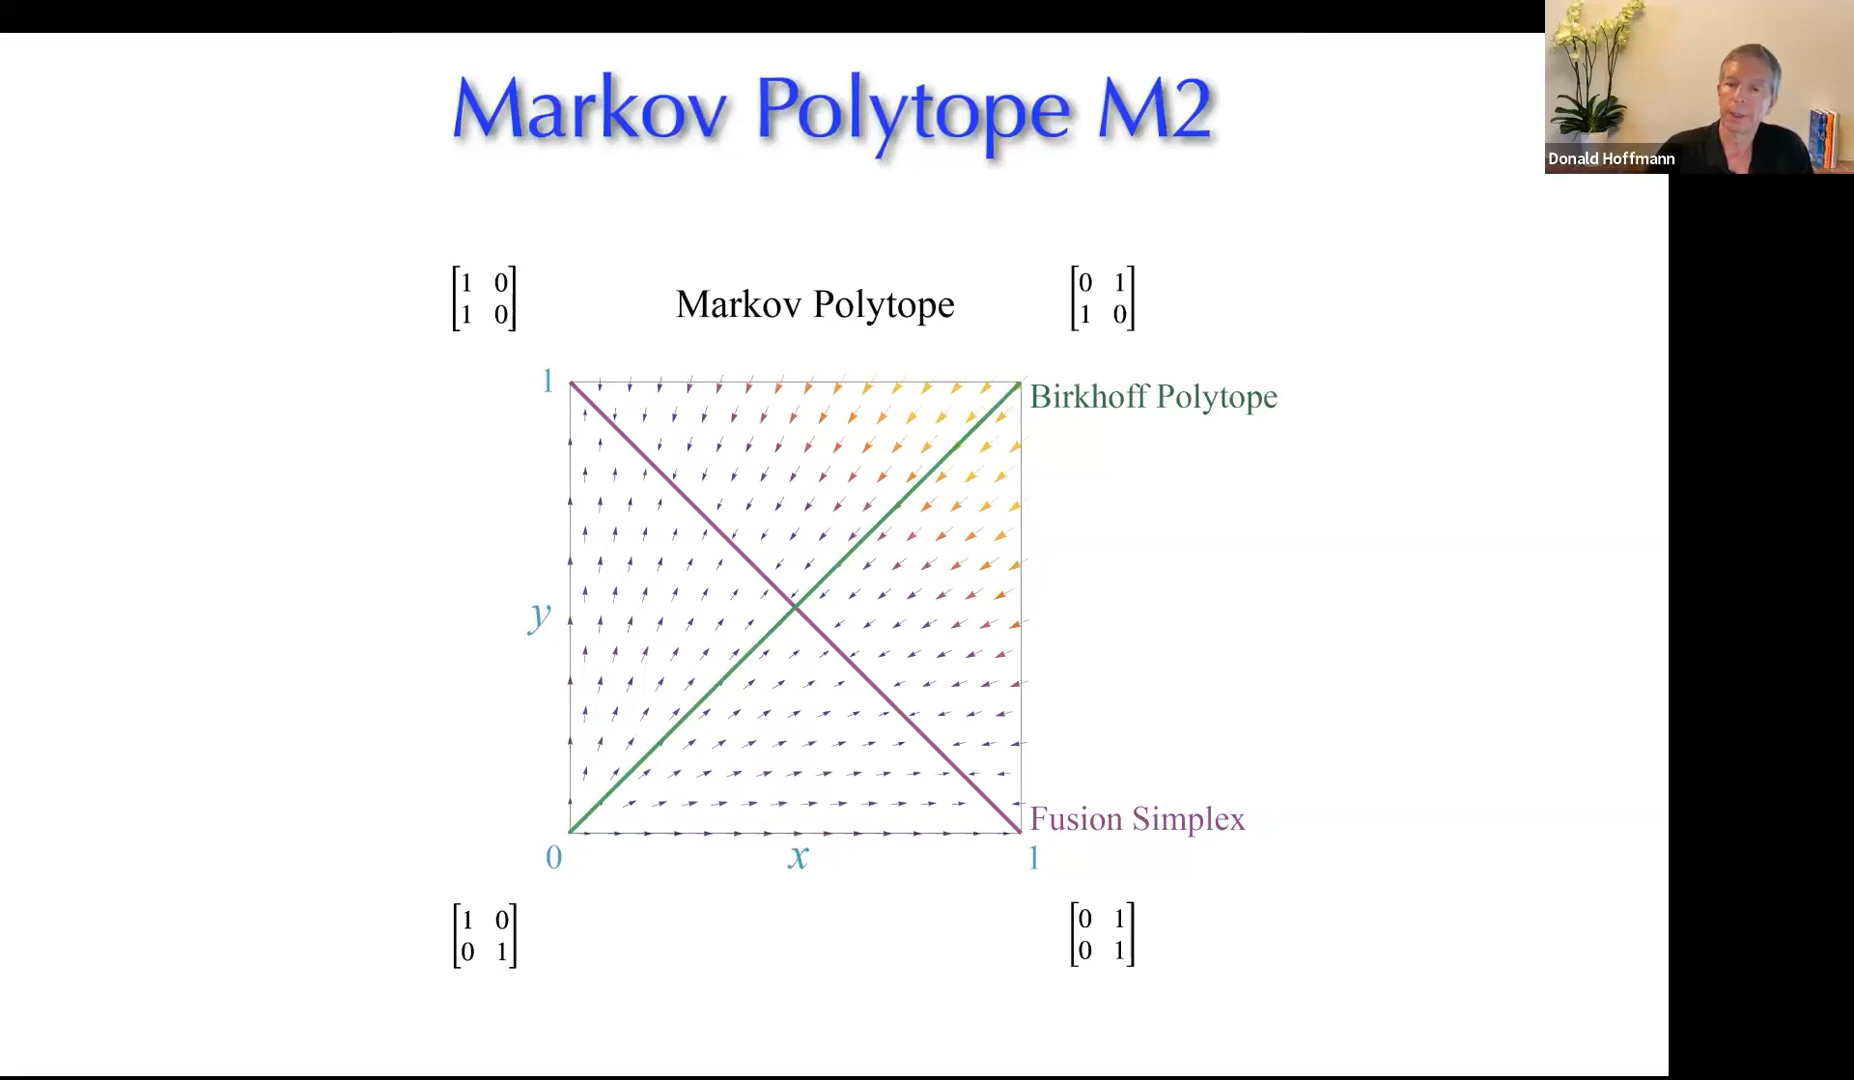 Markov Polytope M2
Donald Hoffmann
1 0
1 0
Markov Polytope
0 1
1 0
1
Birkhoff Polytope
y
Fusion Simplex
0
x
1
1 0
0 1
0 1
0 1